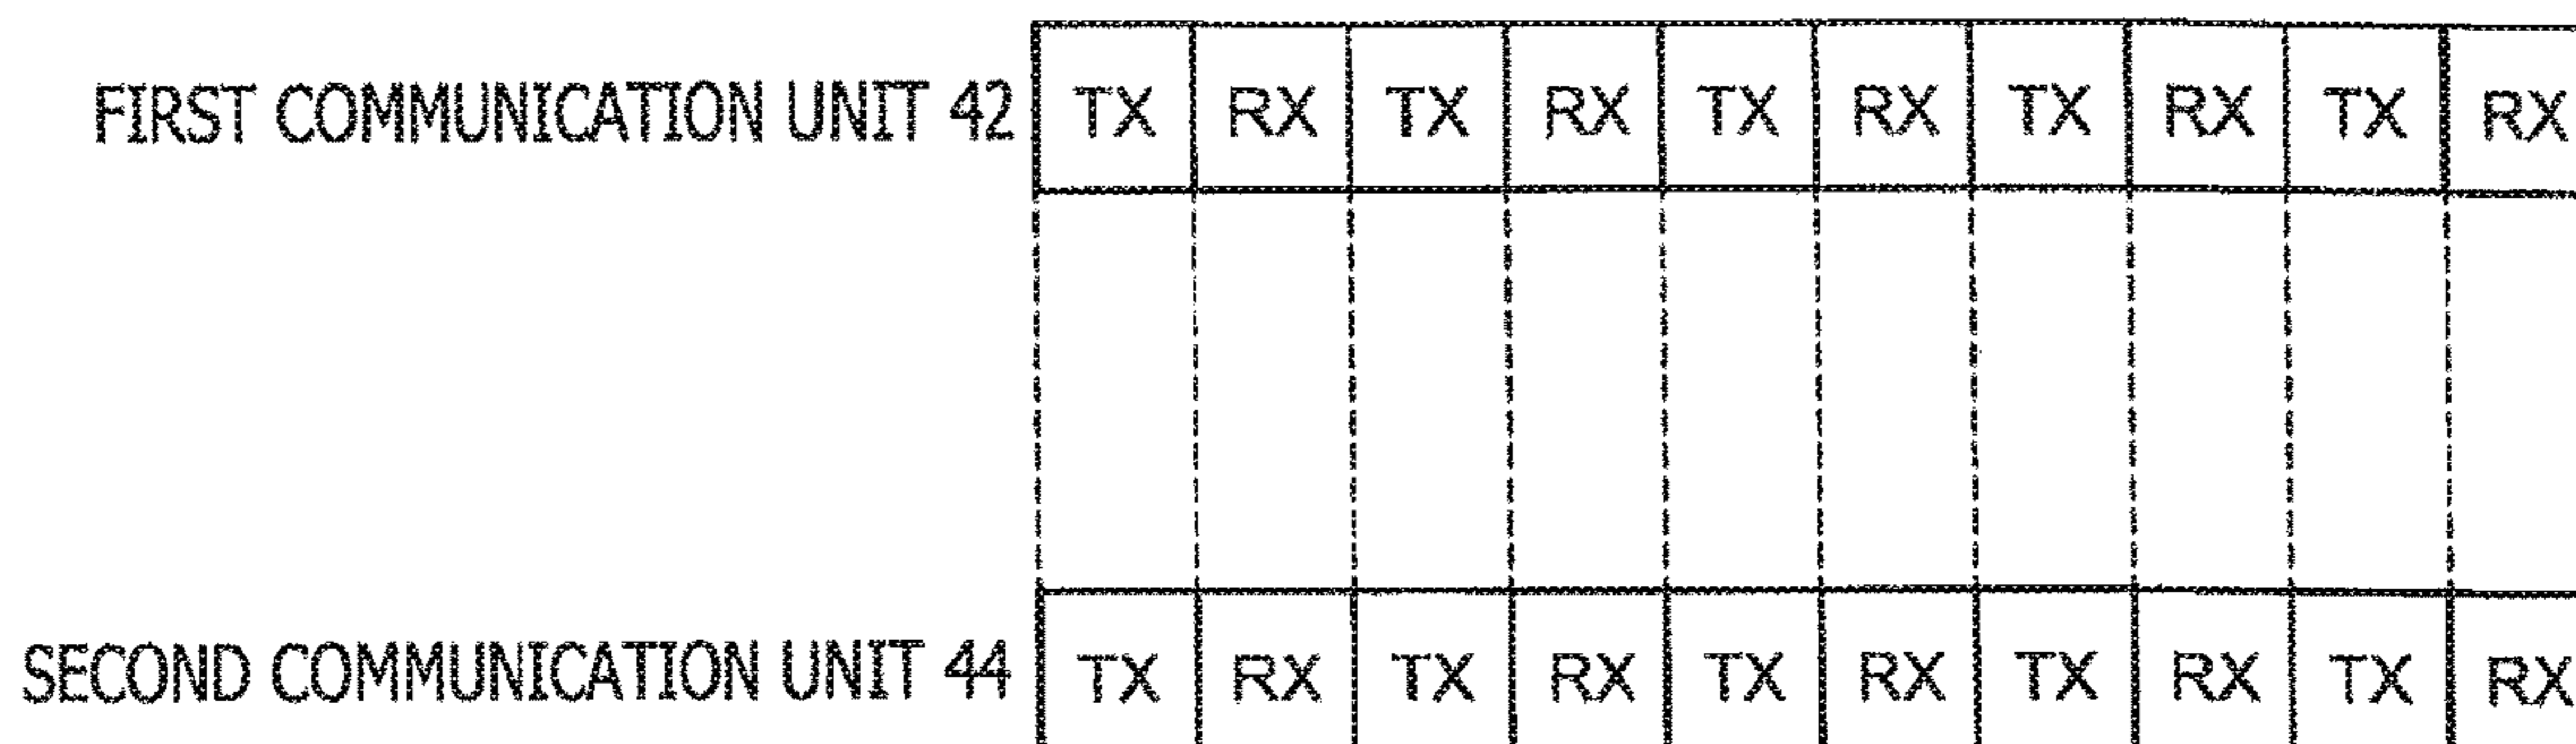 FIRST COMMUNICATION UNIT 42 TX RX TX RX TX RX TX RX TX RX
SECOND COMMUNICATION UNIT 44 TX RX TX RX TX RX TX RX TX RX